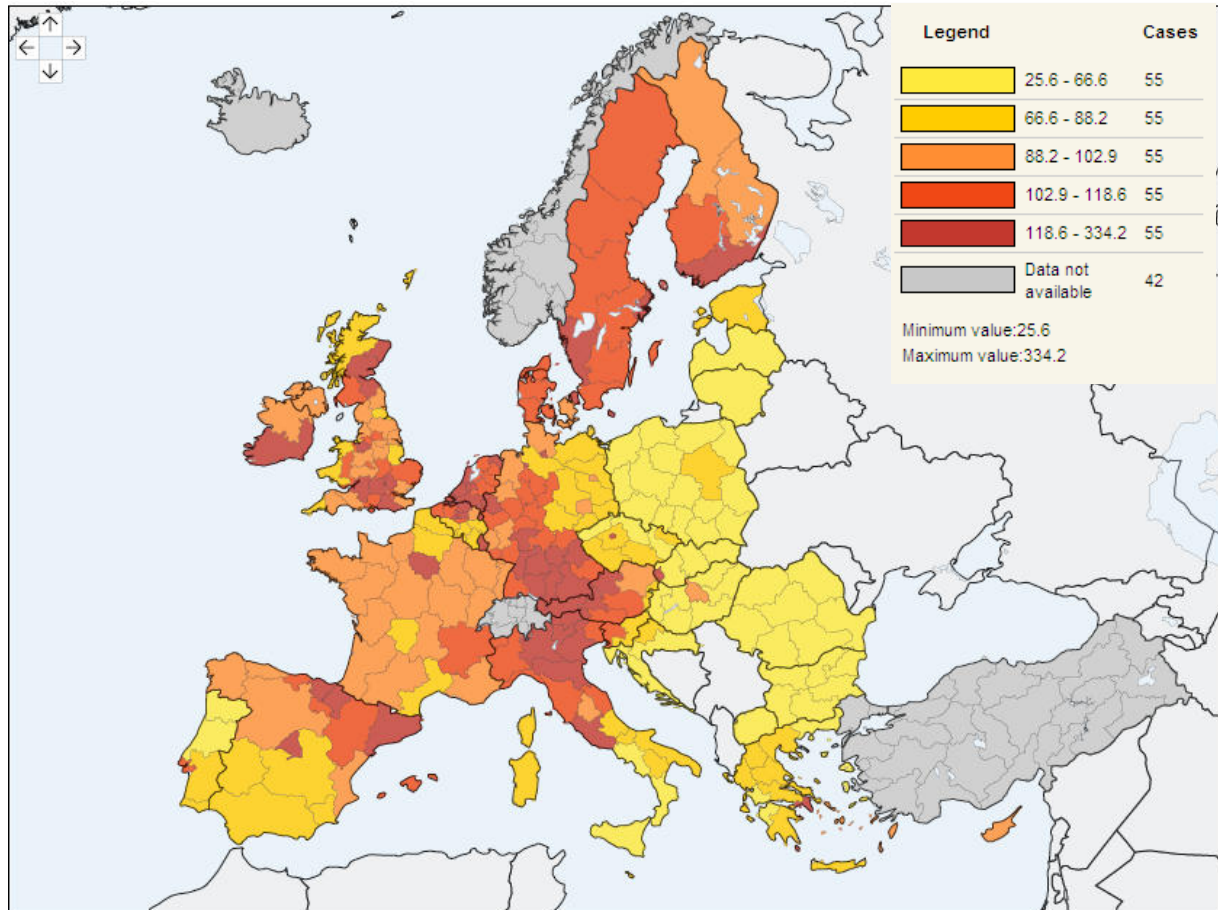 Legend Cases
25.6 - 66.6 55
66.6 - 88.2 55
88.2 - 102.9 55
102.9 - 118.6 55
118.6 - 334.2 55
Data not
available 42
Minimum value:25.6
Maximum value:334.2